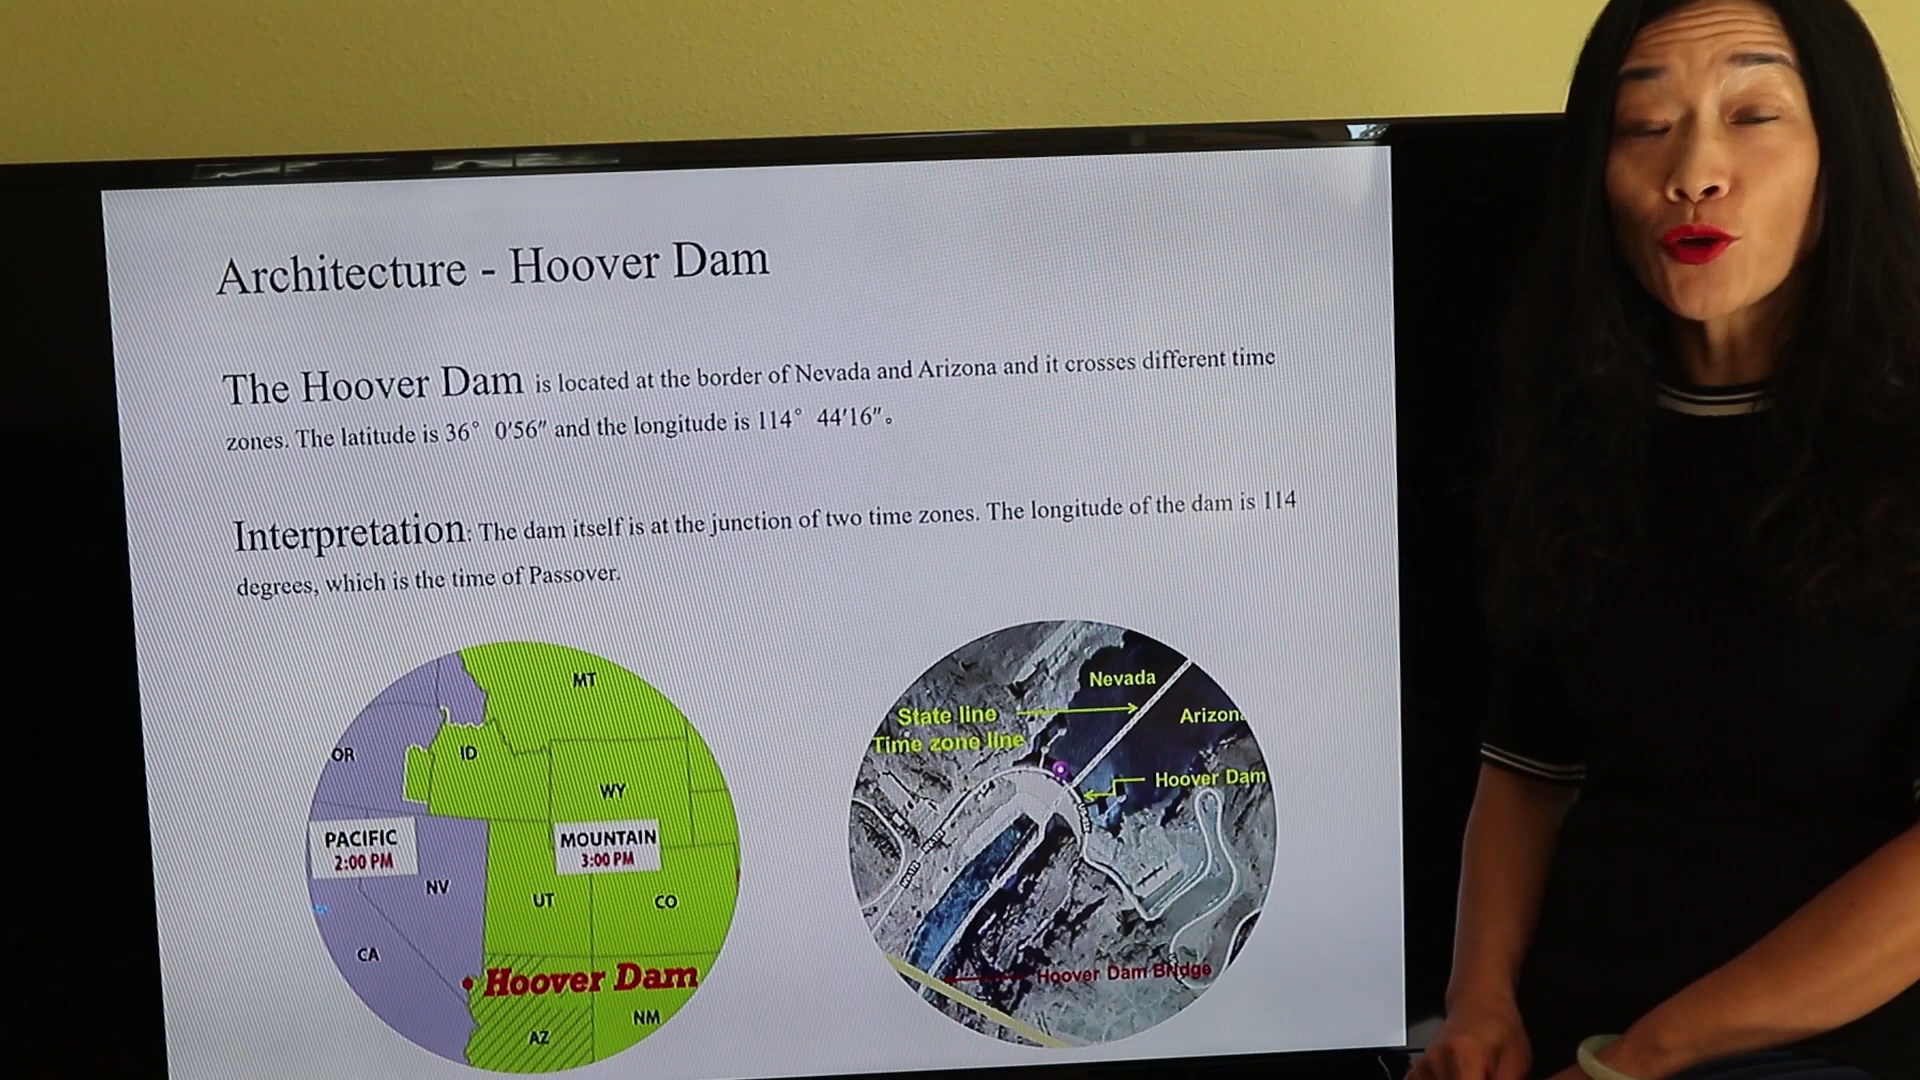 Architecture - Hoover Dam
The Hoover Dam is located at the border of Nevada and Arizona and it crosses different time
zones. The latitude is 36° 0′56″ and the longitude is 114° 44′16″。
Interpretation: The dam itself is at the junction of two time zones. The longitude of the dam is 114
degrees, which is the time of Passover.
MT
OR
ID
WY
PACIFIC
2:00 PM
MOUNTAIN
3:00 PM
NV
UT
CO
CA
Hoover Dam
AZ
NM
Nevada
State line
Arizona
Time zone line
Hoover Dam
Hoover Dam Bridge